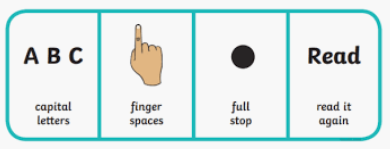 A B C
capital
letters
finger
spaces
full
stop
Read
read it
again